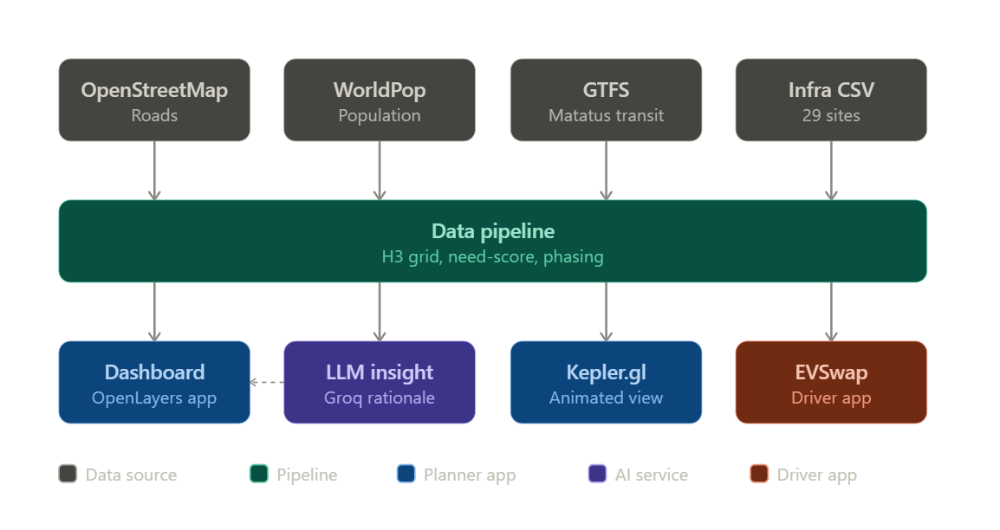 OpenStreetMap
Roads
WorldPop
Population
GTFS
Matatus transit
Infra CSV
29 sites
Data pipeline
H3 grid, need-score, phasing
Dashboard
OpenLayers app
LLM insight
Groq rationale
Kepler.gl
Animated view
EVSwap
Driver app
Data source
Pipeline
Planner app
AI service
Driver app